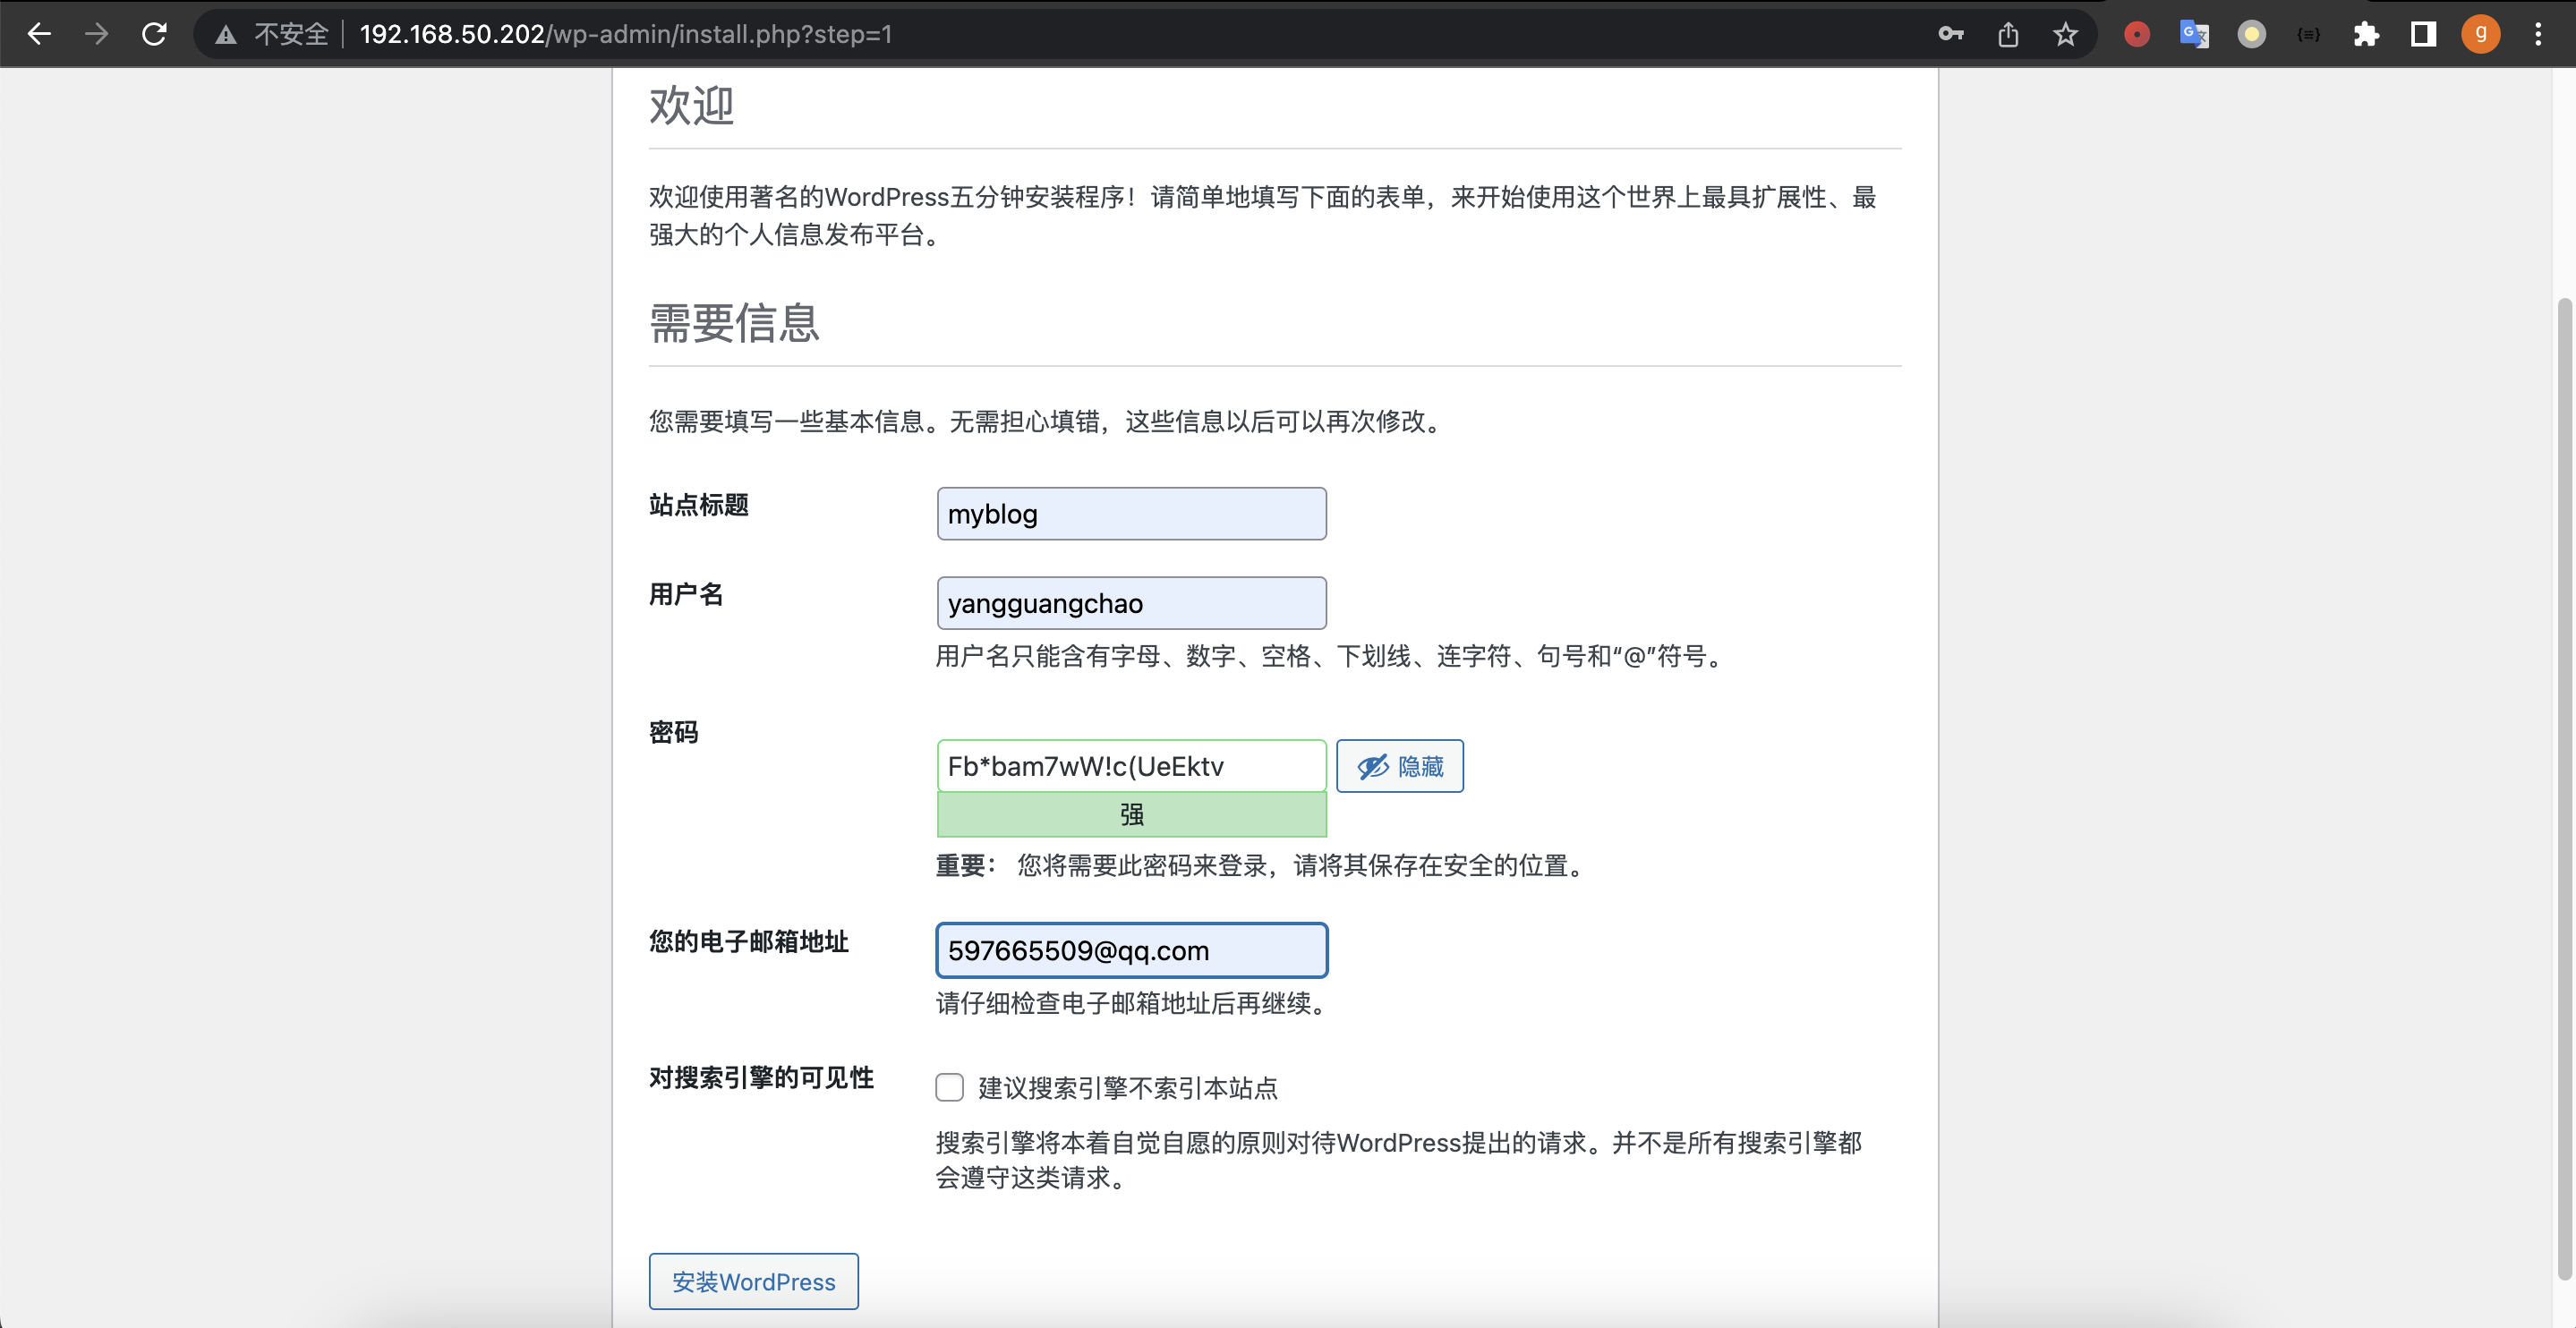 不安全 192.168.50.202/wp-admin/install.php?step=1
g
欢迎
欢迎使用著名的WordPress五分钟安装程序！请简单地填写下面的表单，来开始使用这个世界上最具扩展性、最
强大的个人信息发布平台。
需要信息
您需要填写一些基本信息。无需担心填错，这些信息以后可以再次修改。
站点标题
myblog
用户名
yangguangchao
用户名只能含有字母、数字、空格、下划线、连字符、句号和“@”符号。
密码
Fb*bam7wW!c(UeEktv
隐藏
强
重要： 您将需要此密码来登录，请将其保存在安全的位置。
您的电子邮箱地址
597665509@qq.com
请仔细检查电子邮箱地址后再继续。
对搜索引擎的可见性
建议搜索引擎不索引本站点
搜索引擎将本着自觉自愿的原则对待WordPress提出的请求。并不是所有搜索引擎都
会遵守这类请求。
安装WordPress